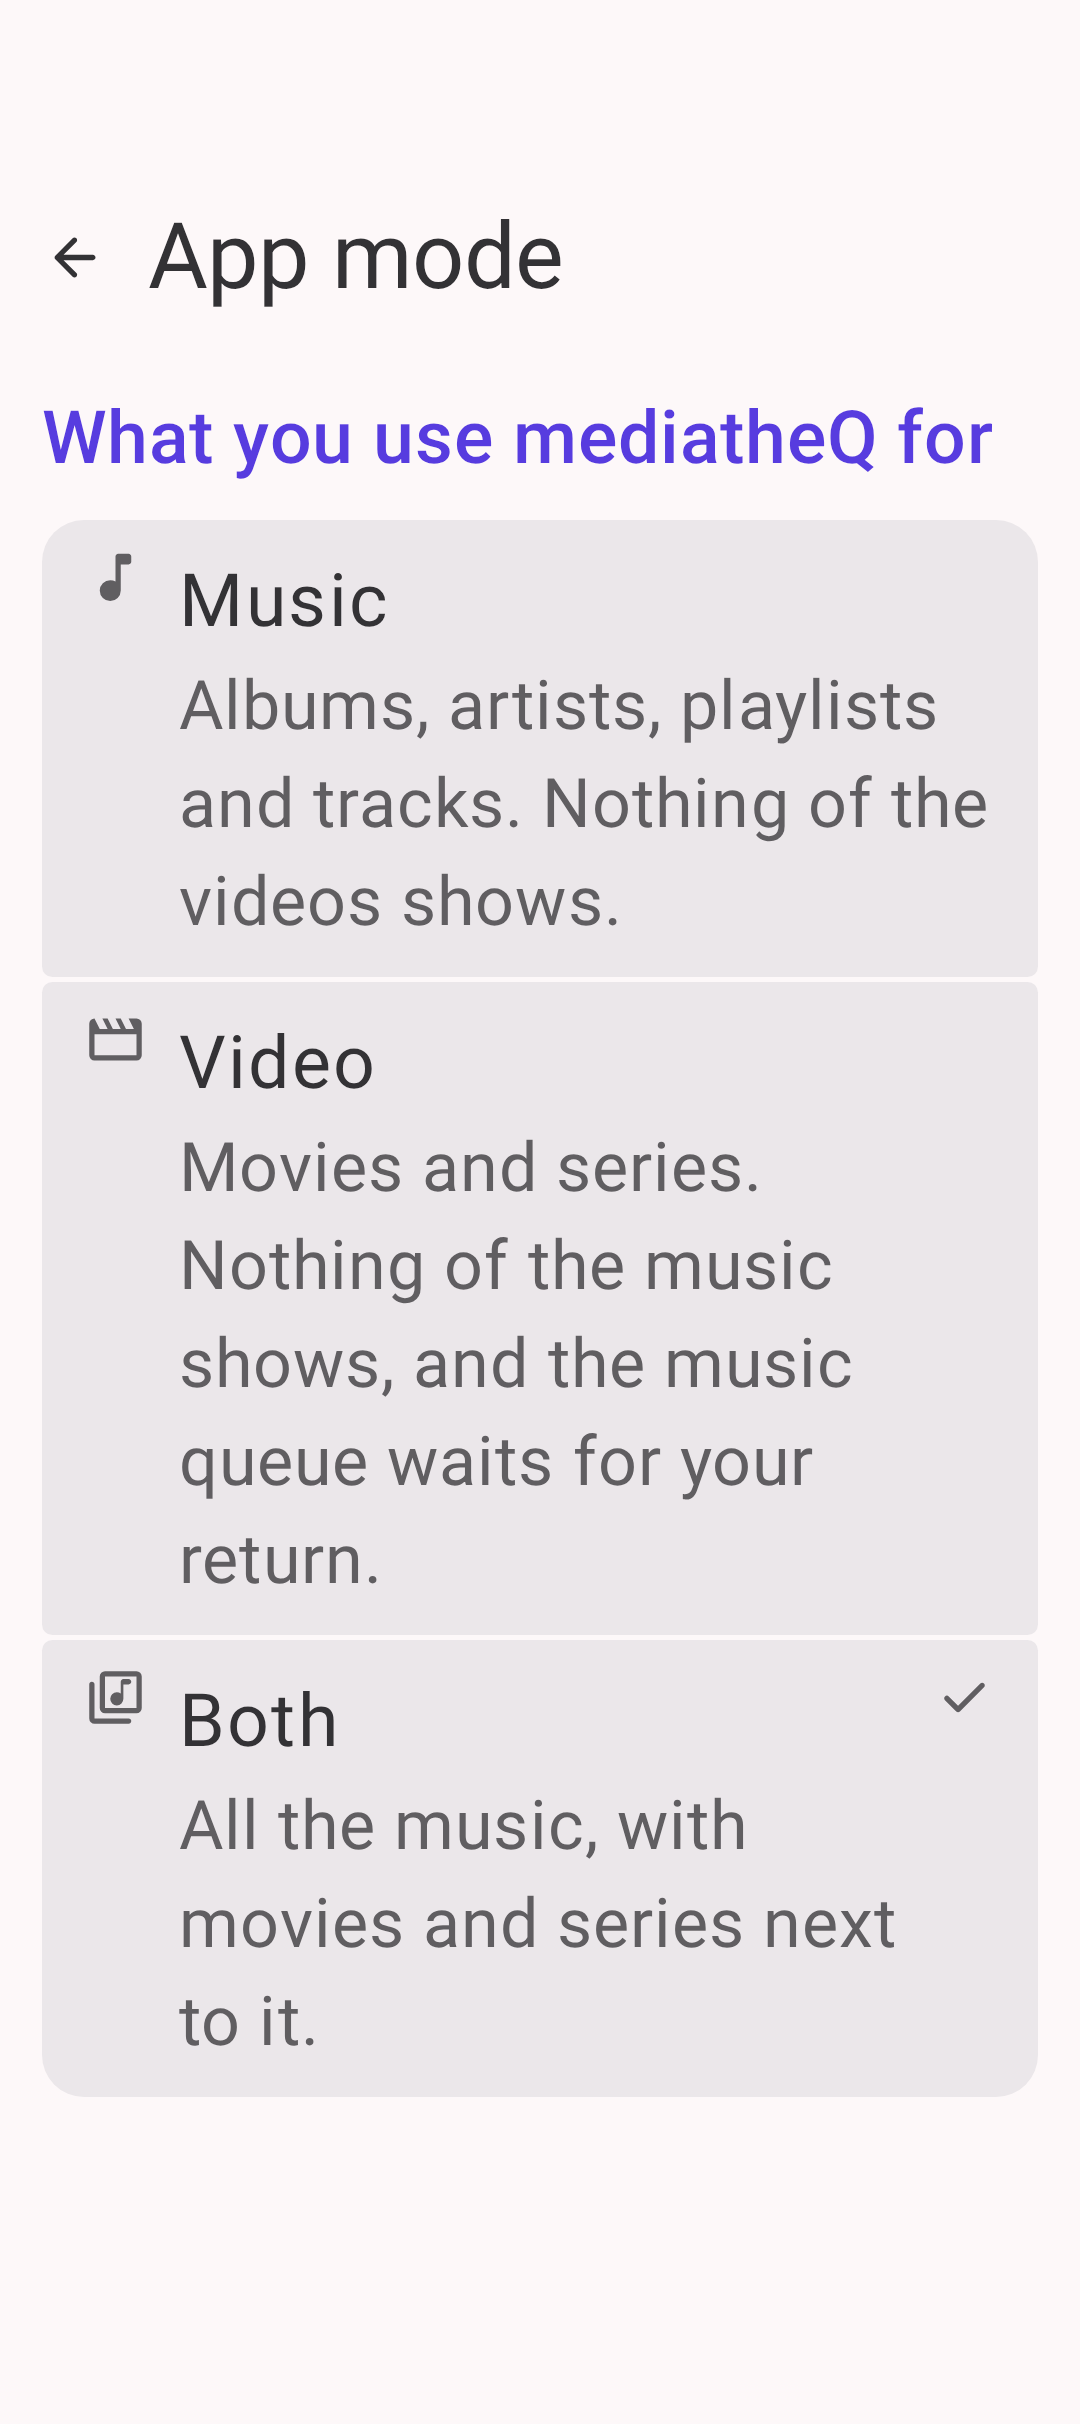 App mode
What you use mediatheQ for
Music
Albums, artists, playlists
and tracks. Nothing of the
videos shows.
Video
Movies and series.
Nothing of the music
shows, and the music
queue waits for your
return.
Both
All the music, with
movies and series next
to it.